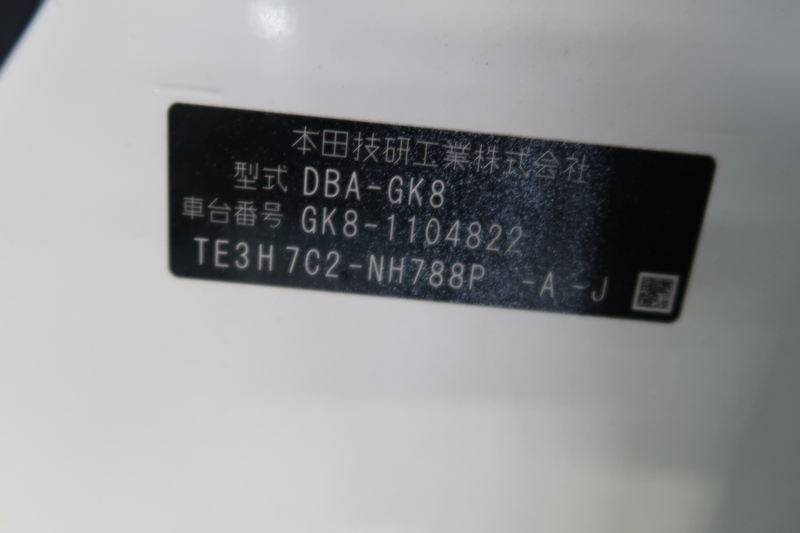 本田技研工業株式会社
型式 DBA-GK8
車台番号 GK8-1104822
TE3H7C2-NH788P -A -J